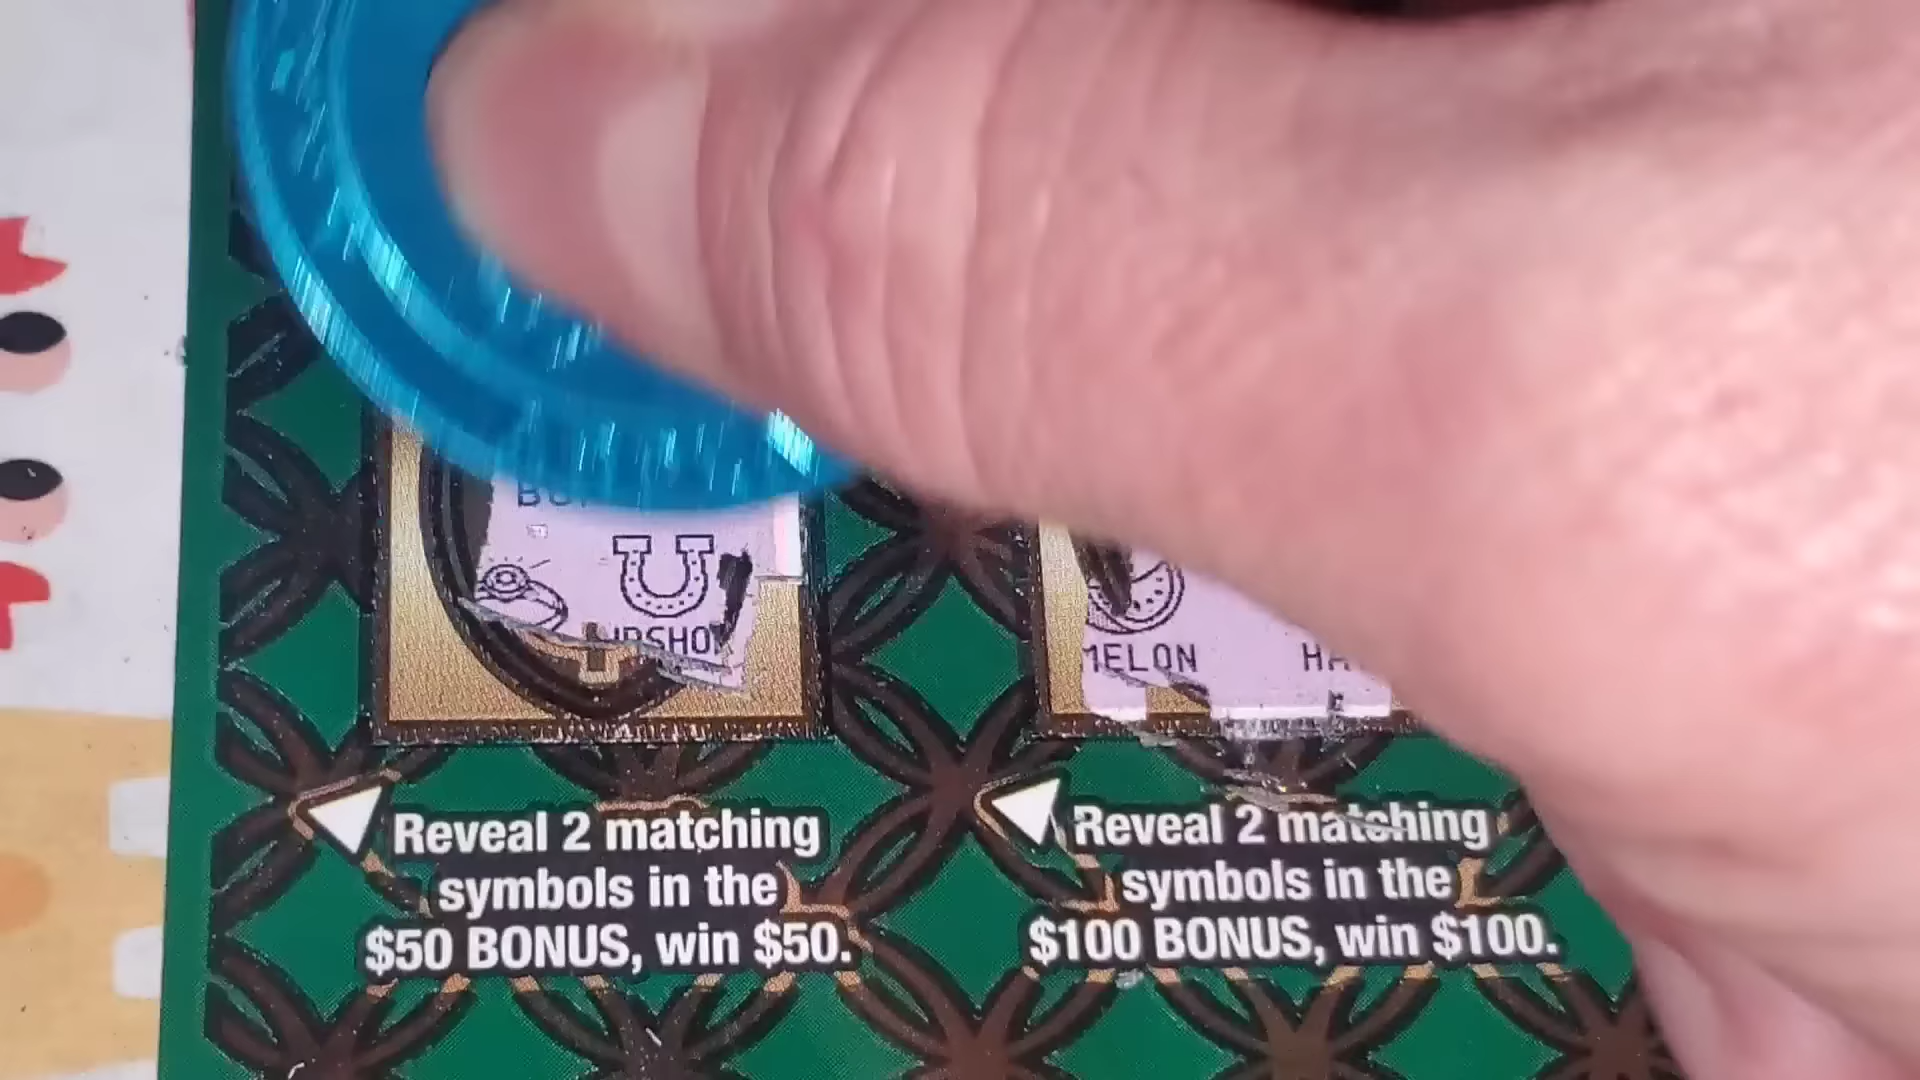 MELON
Reveal 2 matching
symbols in the
$50 BONUS, win $50.
Reveal 2 matching
symbols in the
$100 BONUS, win $100.